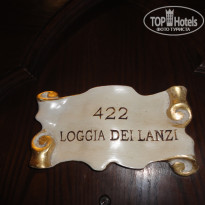 TOP Hotels
ФОТО ТУРИСТА
422
LOGGIA DEI LANZI